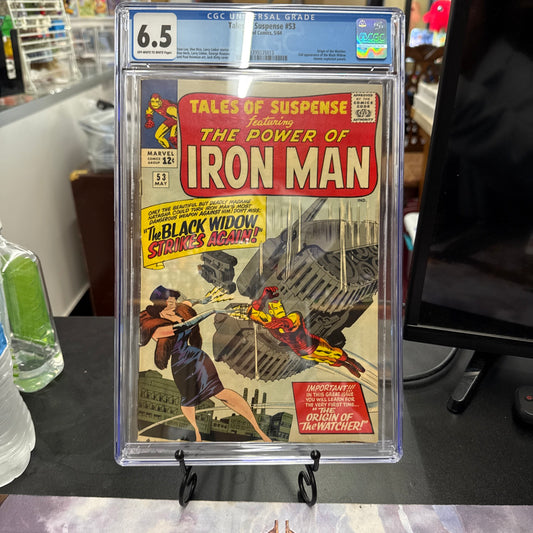 CGC UNIVERSAL GRADE
6.5
OFF-WHITE TO WHITE Pages
Suspense #53
Comics, 5/64
Origin of the Watcher.
2nd appearance of the Black Widow.
CGC
TALES OF SUSPENSE
featuring
THE POWER OF
IRON MAN
APPROVED
BY THE
COMICS
CODE
AUTHORITY
MARVEL
COMICS
GROUP
12¢
53
MAY
IND.
ONLY THE BEAUTIFUL BUT DEADLY MADAME
NATASHA COULD TURN IRON MAN'S MOST
DANGEROUS WEAPON AGAINST HIM! DON'T MISS:
"The BLACK WIDOW
STRIKES AGAIN!"
IMPORTANT!!!
IN THIS GREAT ISSUE
YOU WILL LEARN FOR
THE VERY FIRST TIME...
"THE
ORIGIN OF
The WATCHER!"